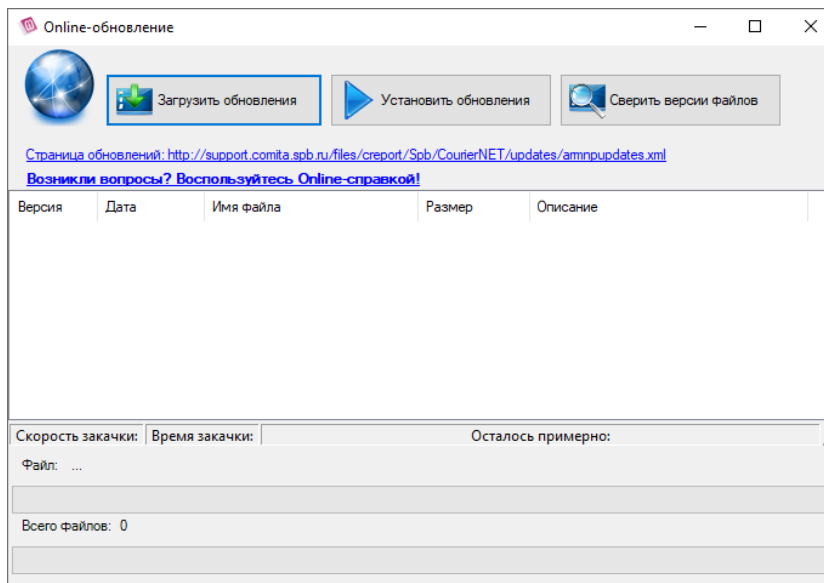 Online-обновление
Загрузить обновления Установить обновления Сверить версии файлов
Страница обновлений: http://support.comita.spb.ru/files/creport/Spb/CourierNET/updates/armnpupdates.xml
Возникли вопросы? Воспользуйтесь Online-справкой!
Версия Дата Имя файла Размер Описание
Скорость закачки: Время закачки: Осталось примерно:
Файл: ...
Всего файлов: 0